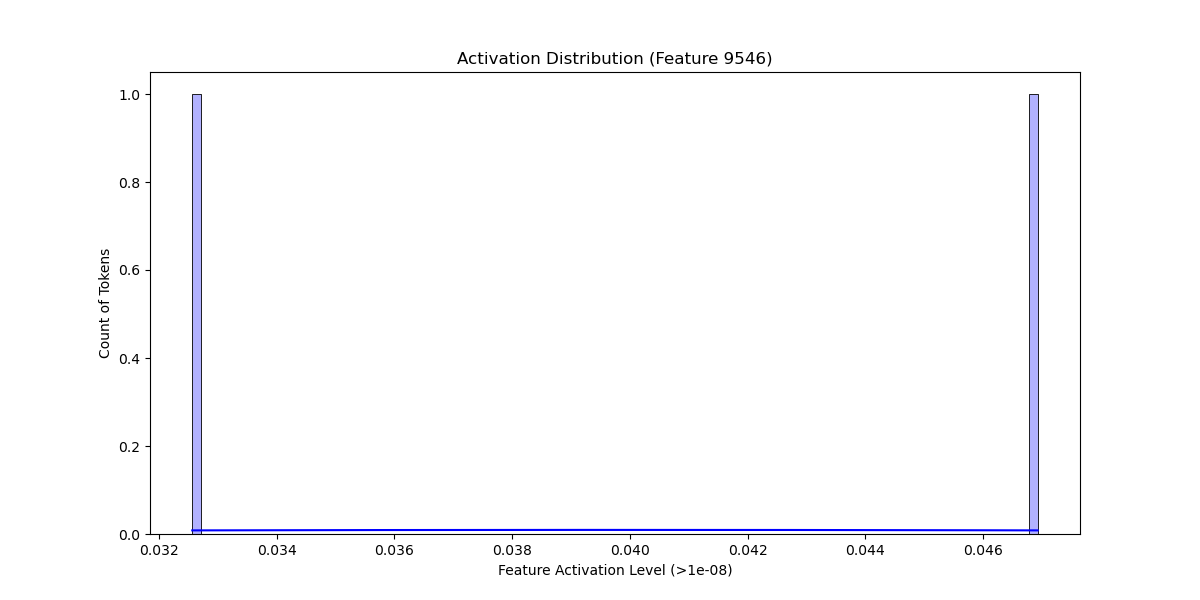 Activation Distribution (Feature 9546)
Count of Tokens
1.0
0.8
0.6
0.4
0.2
0.0
0.032 0.034 0.036 0.038 0.040 0.042 0.044 0.046
Feature Activation Level (>1e-08)